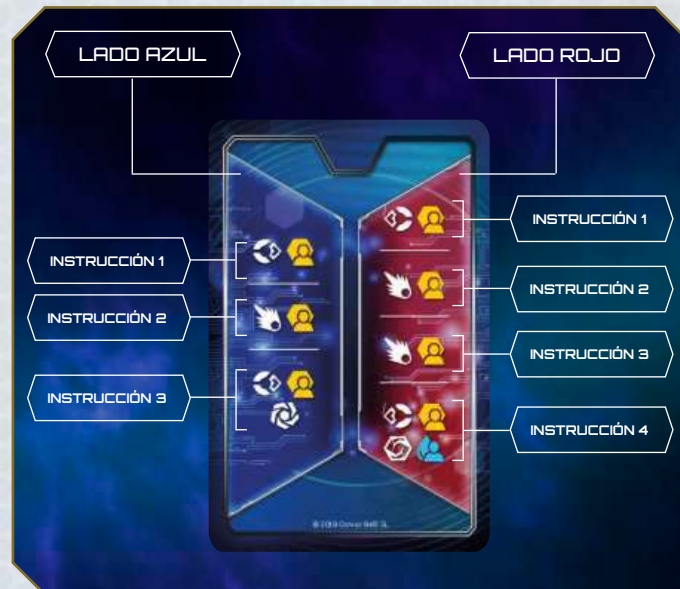 LADO AZUL
LADO ROJO
INSTRUCCIÓN 1
INSTRUCCIÓN 2
INSTRUCCIÓN 3
INSTRUCCIÓN 1
INSTRUCCIÓN 2
INSTRUCCIÓN 3
INSTRUCCIÓN 4